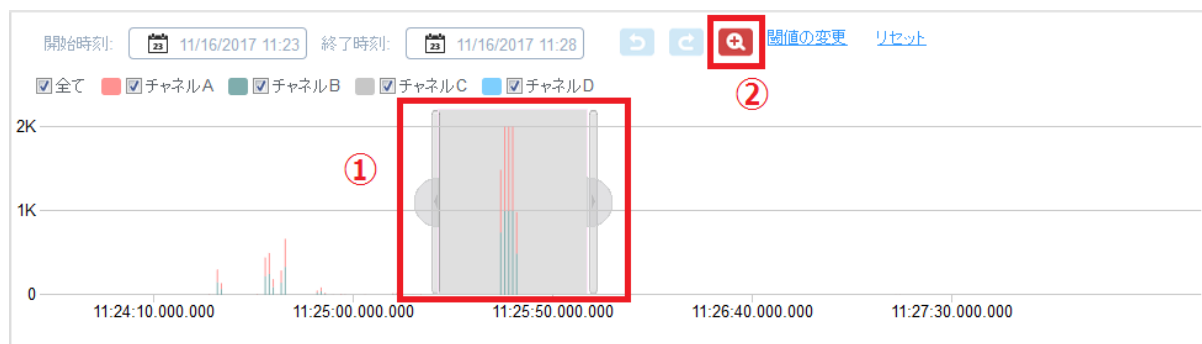 開始時刻: 23 11/16/2017 11:23 終了時刻: 23 11/16/2017 11:28 閾値の変更 リセット
②
全て チャネルA チャネルB チャネルC チャネルD
2K
①
1K
0
11:24:10.000.000 11:25:00.000.000 11:25:50.000.000 11:26:40.000.000 11:27:30.000.000